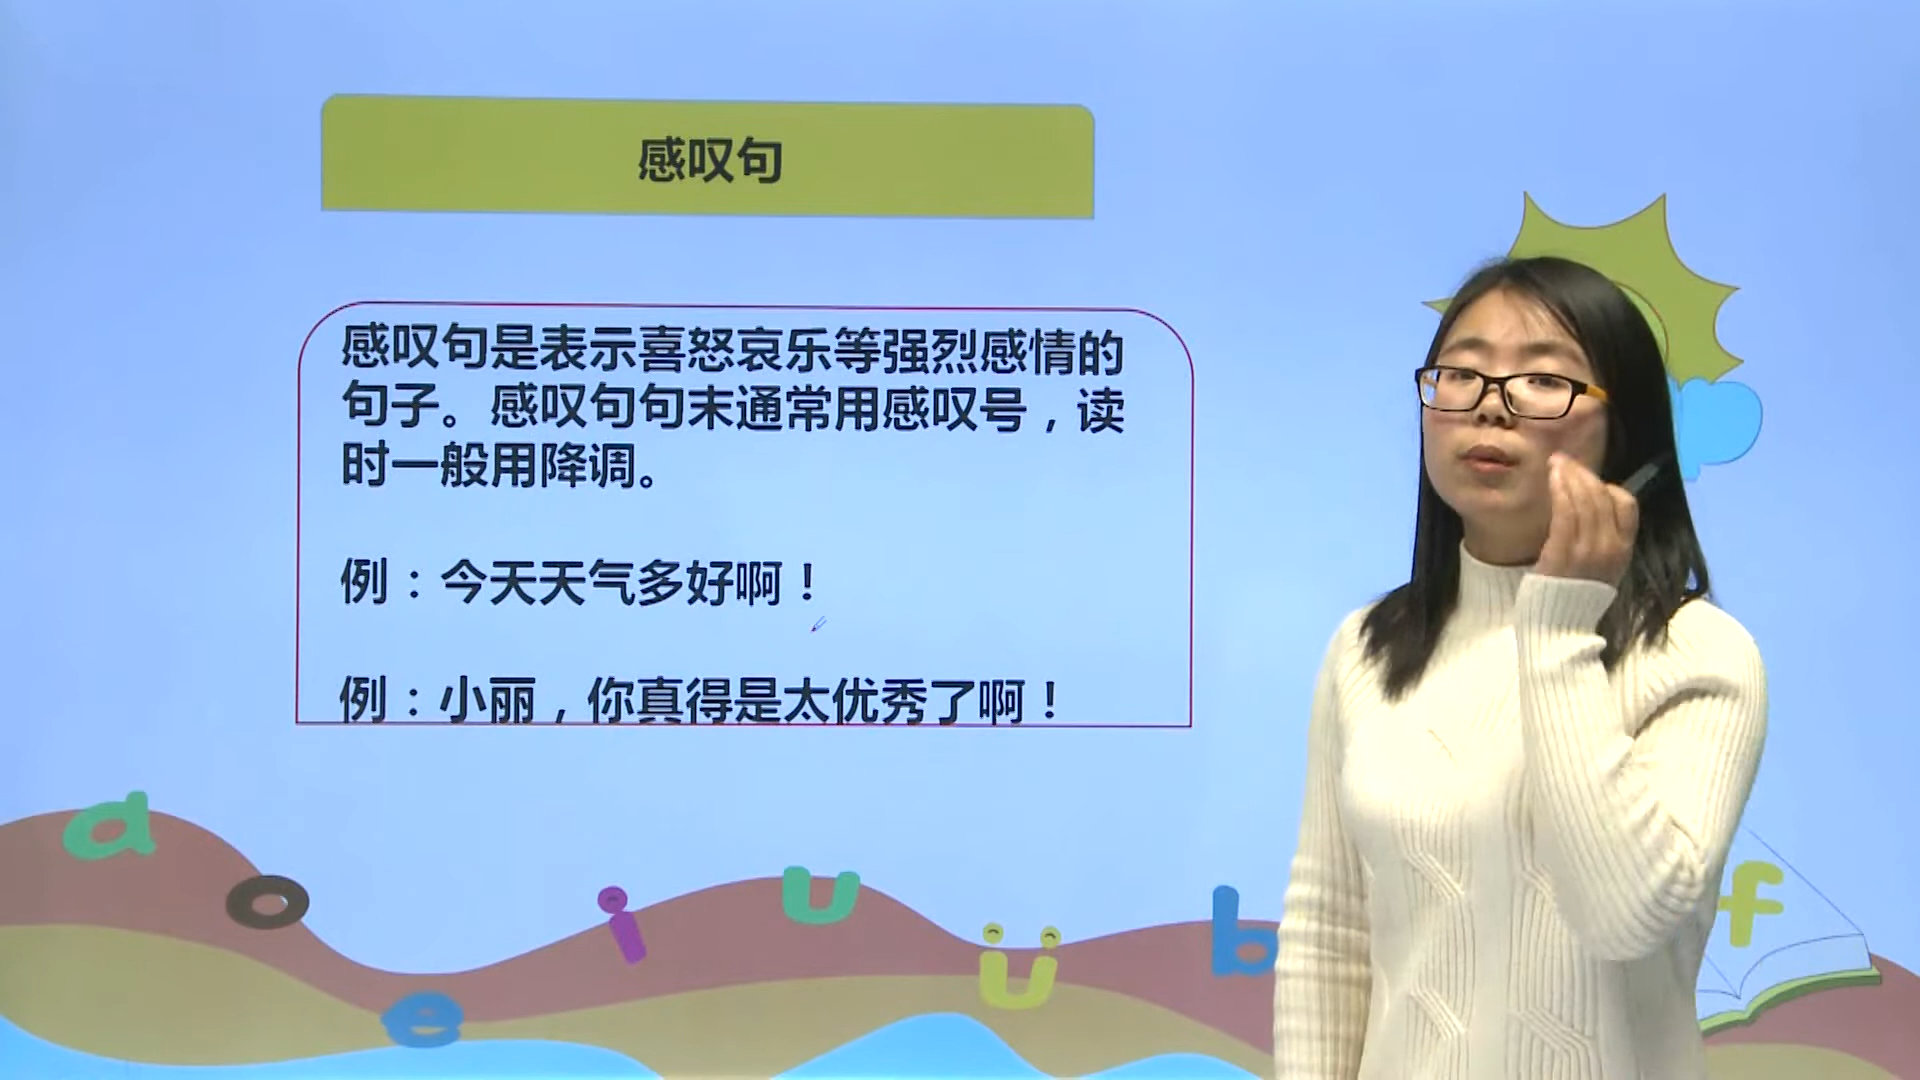 感叹句
感叹句是表示喜怒哀乐等强烈感情的
句子。感叹句句末通常用感叹号，读
时一般用降调。
例：今天天气多好啊！
例：小丽，你真得是太优秀了啊！
a
o
e
i
u
ü
b
f